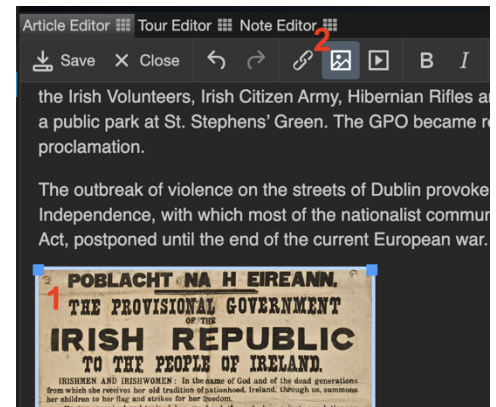 Article Editor Tour Editor Note Editor
2
Save Close B I
the Irish Volunteers, Irish Citizen Army, Hibernian Rifles
a public park at St. Stephens' Green. The GPO became
proclamation.
The outbreak of violence on the streets of Dublin provoke
Independence, with which most of the nationalist commun
Act, postponed until the end of the current European war.
1
POBLACHT NA H EIREANN.
THE PROVISIONAL GOVERNMENT
OF THE
IRISH REPUBLIC
TO THE PEOPLE OF IRELAND.
IRISHMEN AND IRISHWOMEN: In the name of God and of the dead generations
from which she receives her old tradition of nationhood, Ireland, through us, summons
her children to her flag and strikes for her freedom.